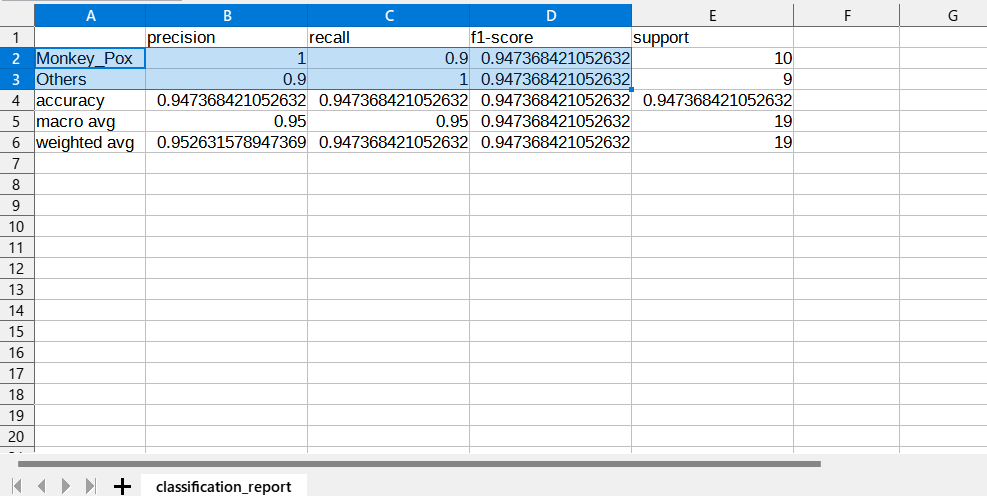 A B C D E F G
1 precision recall f1-score support
2 Monkey_Pox 1 0.9 0.947368421052632 10
3 Others 0.9 1 0.947368421052632 9
4 accuracy 0.947368421052632 0.947368421052632 0.947368421052632 0.947368421052632
5 macro avg 0.95 0.95 0.947368421052632 19
6 weighted avg 0.952631578947369 0.947368421052632 0.947368421052632 19
7
8
9
10
11
12
13
14
15
16
17
18
19
20
classification_report